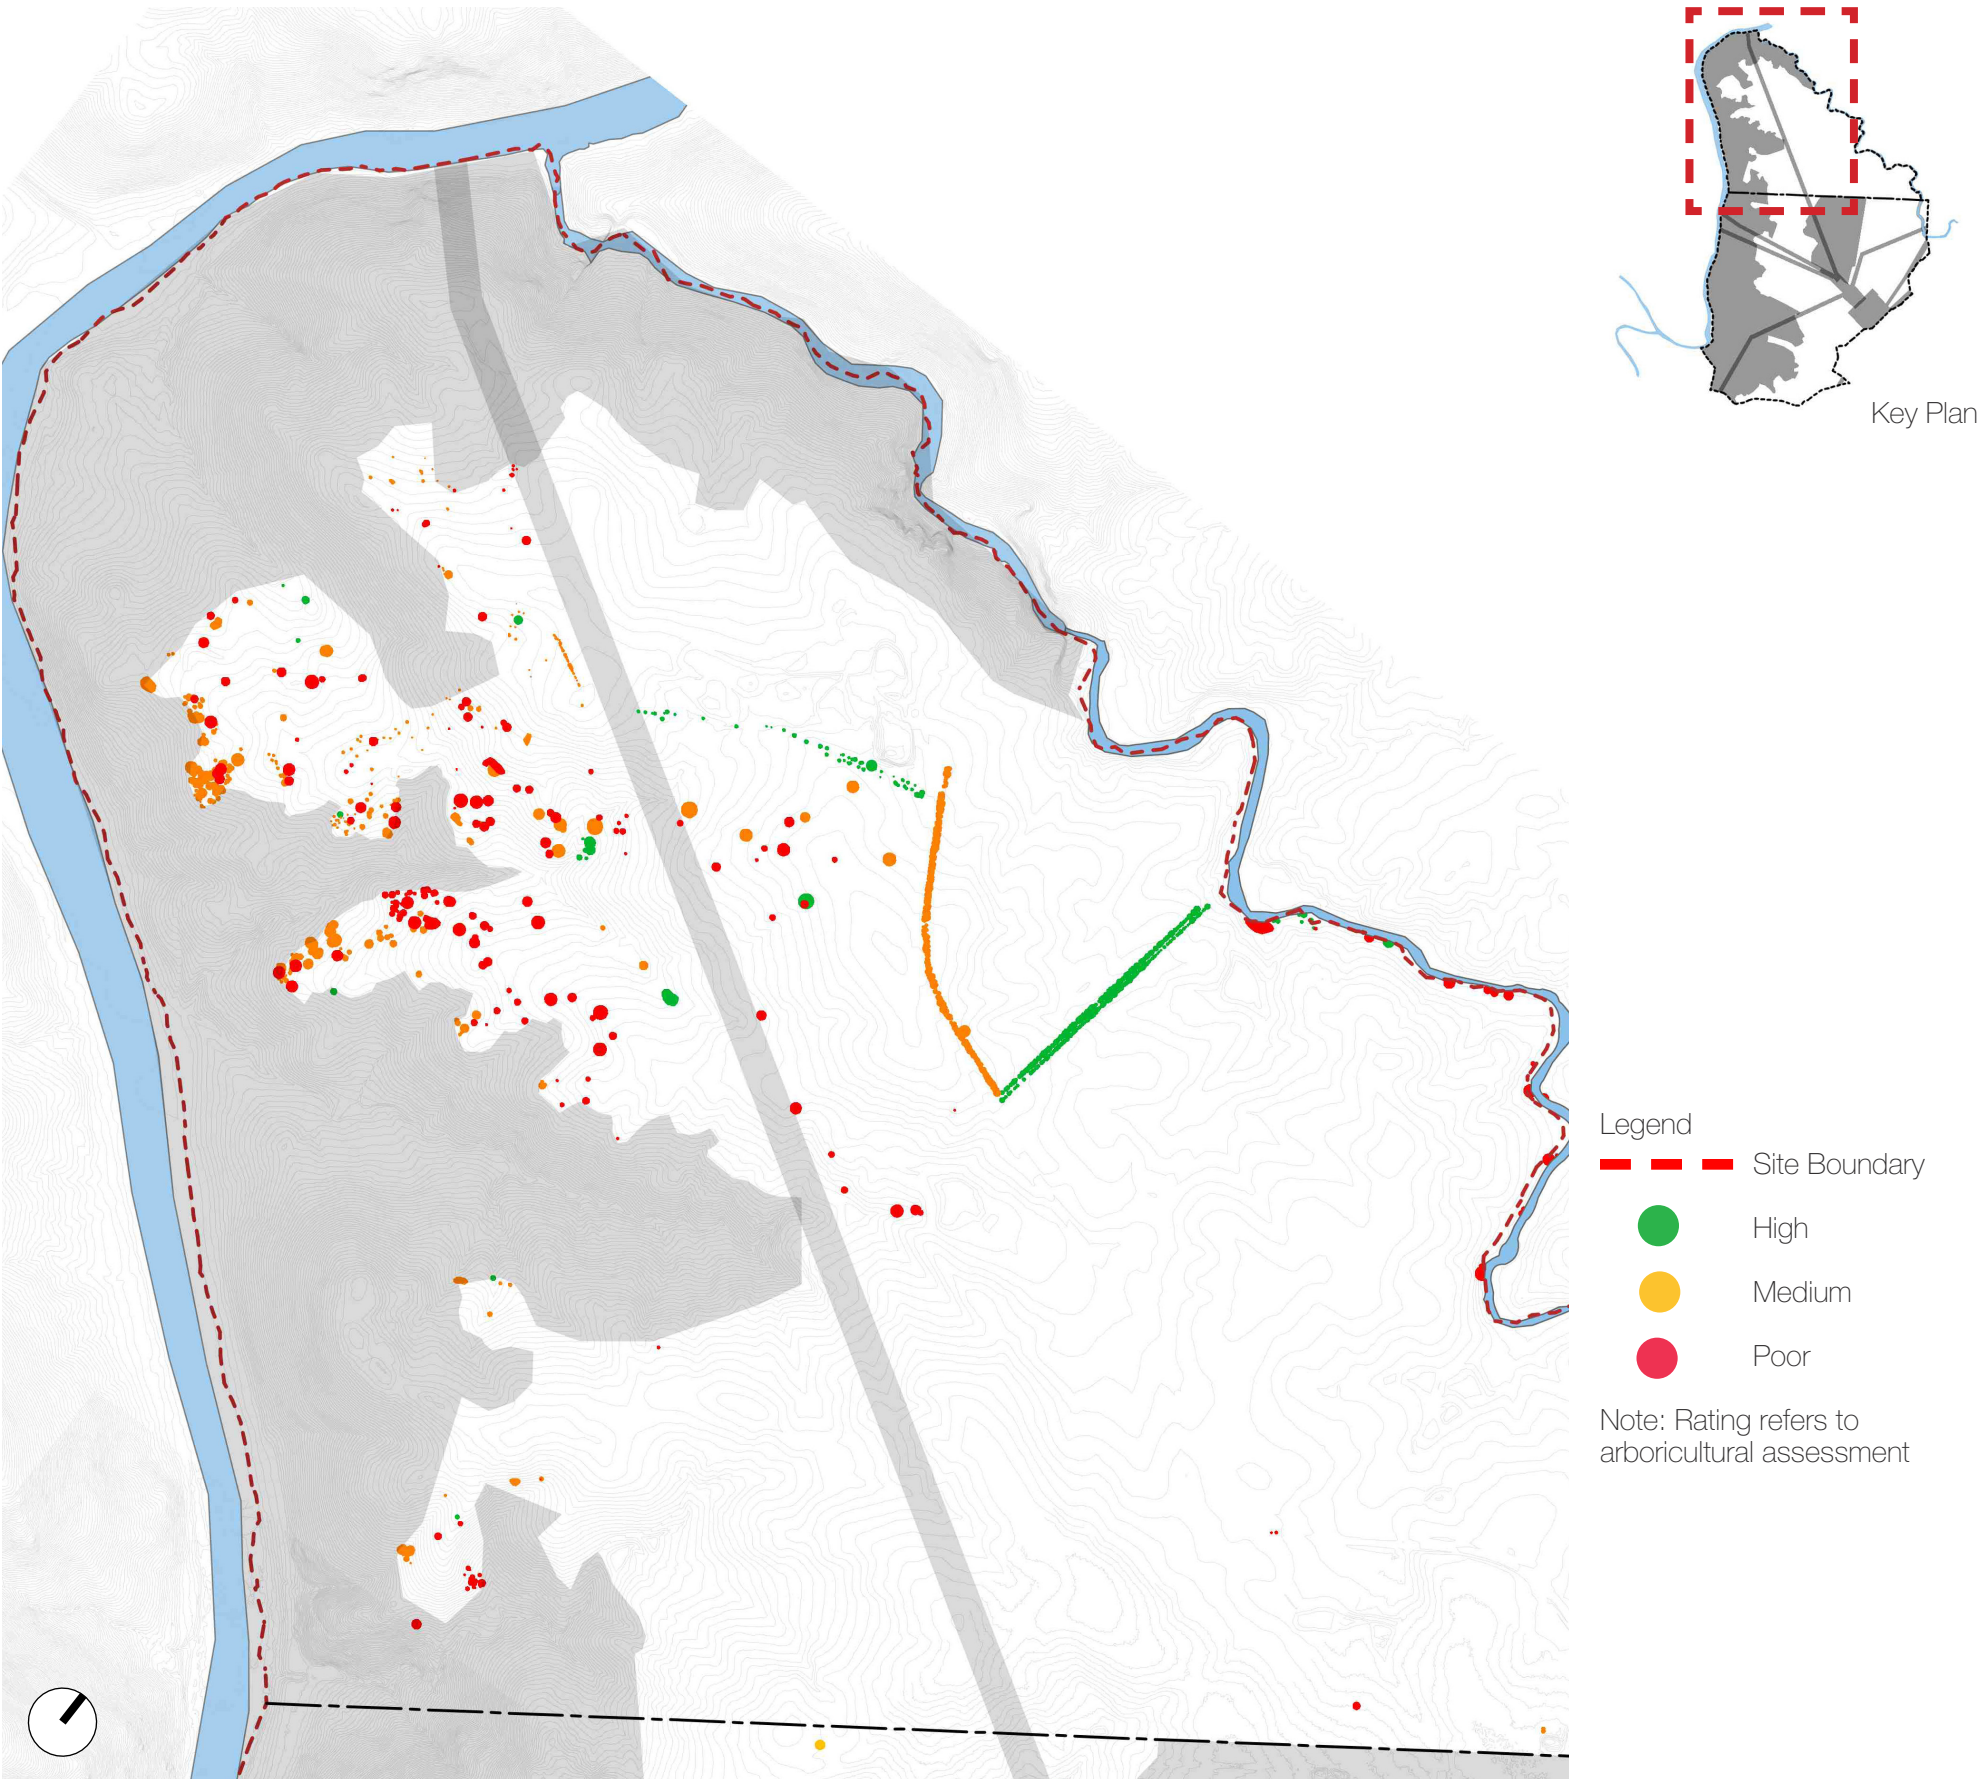 Key Plan
Legend
Site Boundary
High
Medium
Poor
Note: Rating refers to
arboricultural assessment